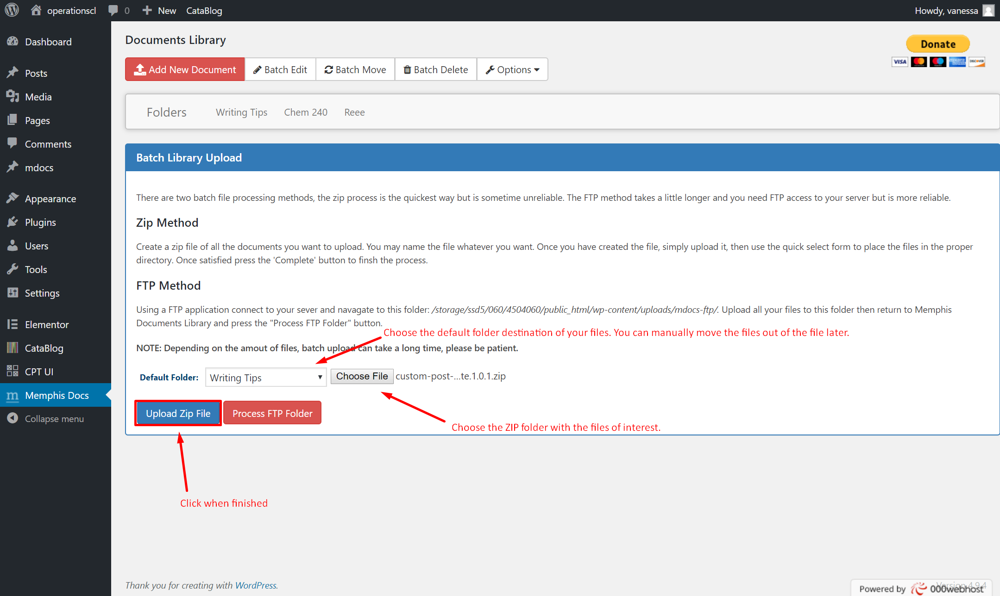 operationscl 0 New CataBlog Howdy, vanessa
Dashboard
Posts
Media
Pages
Comments
mdocs
Appearance
Plugins
Users
Tools
Settings
Elementor
CataBlog
CPT UI
m Memphis Docs
Collapse menu
Documents Library
Donate
VISA
DISCOVER
Add New Document Batch Edit Batch Move Batch Delete Options
Folders Writing Tips Chem 240 Reee
Batch Library Upload
There are two batch file processing methods, the zip process is the quickest way but is sometime unreliable. The FTP method takes a little longer and you need FTP access to your server but is more reliable.
Zip Method
Create a zip file of all the documents you want to upload. You may name the file whatever you want. Once you have created the file, simply upload it, then use the quick select form to place the files in the proper
directory. Once satisfied press the 'Complete' button to finsh the process.
FTP Method
Using a FTP application connect to your sever and navagate to this folder: /storage/ssd5/060/4504060/public_html/wp-content/uploads/mdocs-ftp/. Upload all your files to this folder then return to Memphis
Documents Library and press the "Process FTP Folder" button.
Choose the default folder destination of your files. You can manually move the files out of the file later.
NOTE: Depending on the amout of files, batch upload can take a long time, please be patient.
Default Folder: Writing Tips Choose File custom-post-...te.1.0.1.zip
Upload Zip File Process FTP Folder
Choose the ZIP folder with the files of interest.
Click when finished
Thank you for creating with WordPress.
Version 4.9.4
Powered by 000webhost